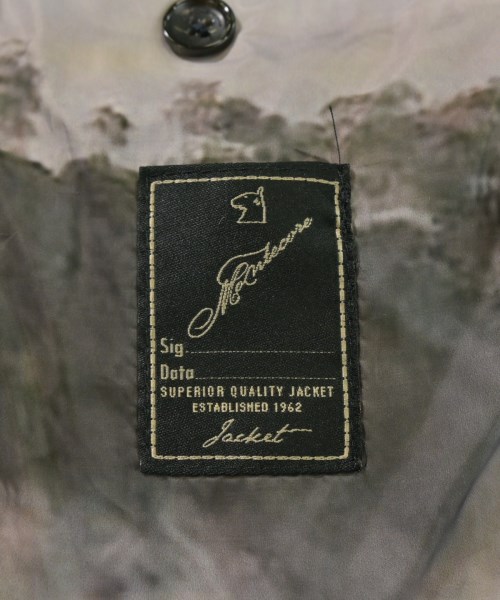 Montecore
Sig.
Data
SUPERIOR QUALITY JACKET
ESTABLISHED 1962
Jacket